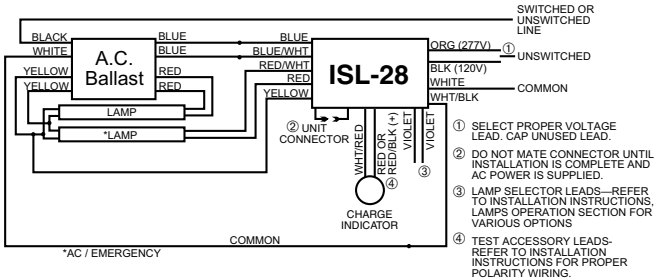 SWITCHED OR
UNSWITCHED
LINE
BLACK
WHITE
YELLOW
YELLOW
A.C.
Ballast
BLUE
BLUE
RED
RED
BLUE
BLUE/WHT
RED/WHT
RED
YELLOW
ISL-28
ORG (277V)
①
UNSWITCHED
BLK (120V)
WHITE
COMMON
WHT/BLK
LAMP
*LAMP
② UNIT
CONNECTOR
WHT/RED
RED OR
RED/BLK (+)
④
VIOLET
VIOLET
③
CHARGE
INDICATOR
COMMON
*AC / EMERGENCY
① SELECT PROPER VOLTAGE
LEAD. CAP UNUSED LEAD.
② DO NOT MATE CONNECTOR UNTIL
INSTALLATION IS COMPLETE AND
AC POWER IS SUPPLIED.
③ LAMP SELECTOR LEADS—REFER
TO INSTALLATION INSTRUCTIONS,
LAMPS OPERATION SECTION FOR
VARIOUS OPTIONS
④ TEST ACCESSORY LEADS-
REFER TO INSTALLATION
INSTRUCTIONS FOR PROPER
POLARITY WIRING.